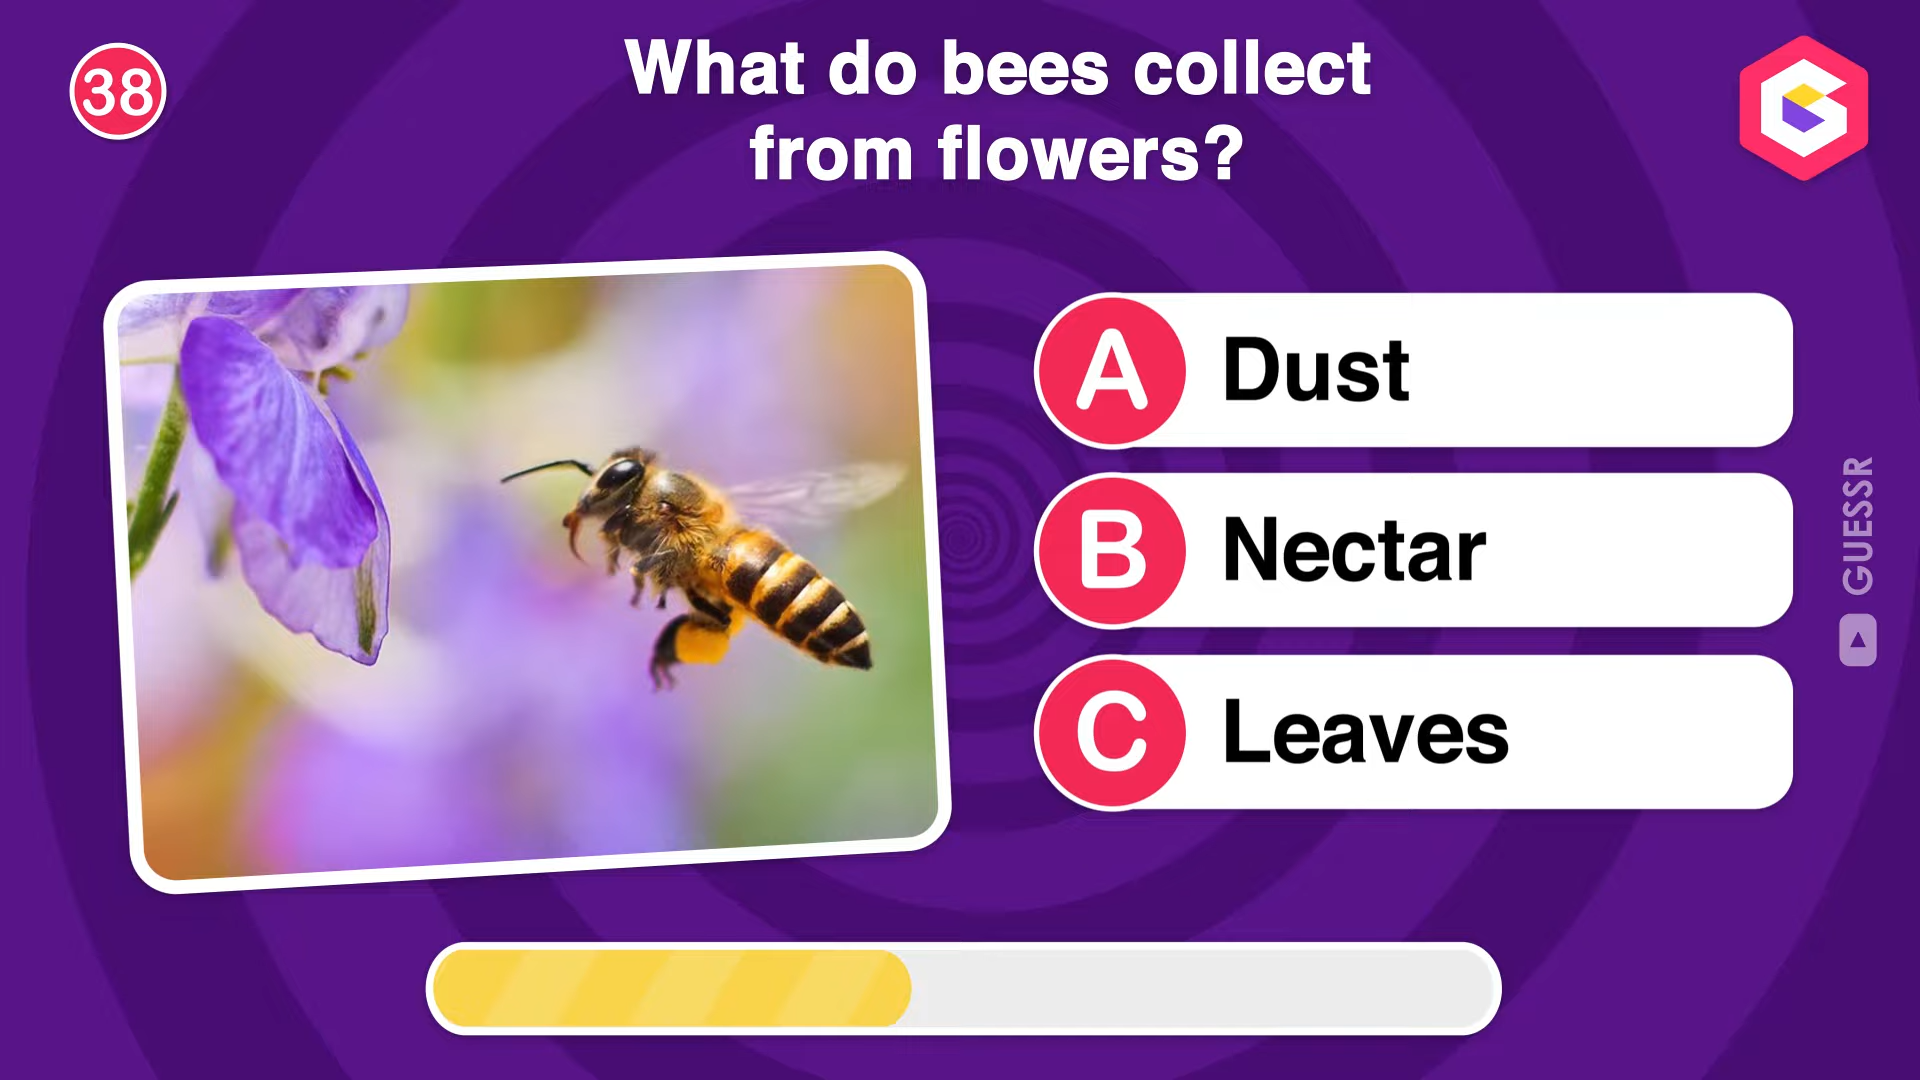 38
What do bees collect
from flowers?
A Dust
B Nectar
C Leaves
GUESSR